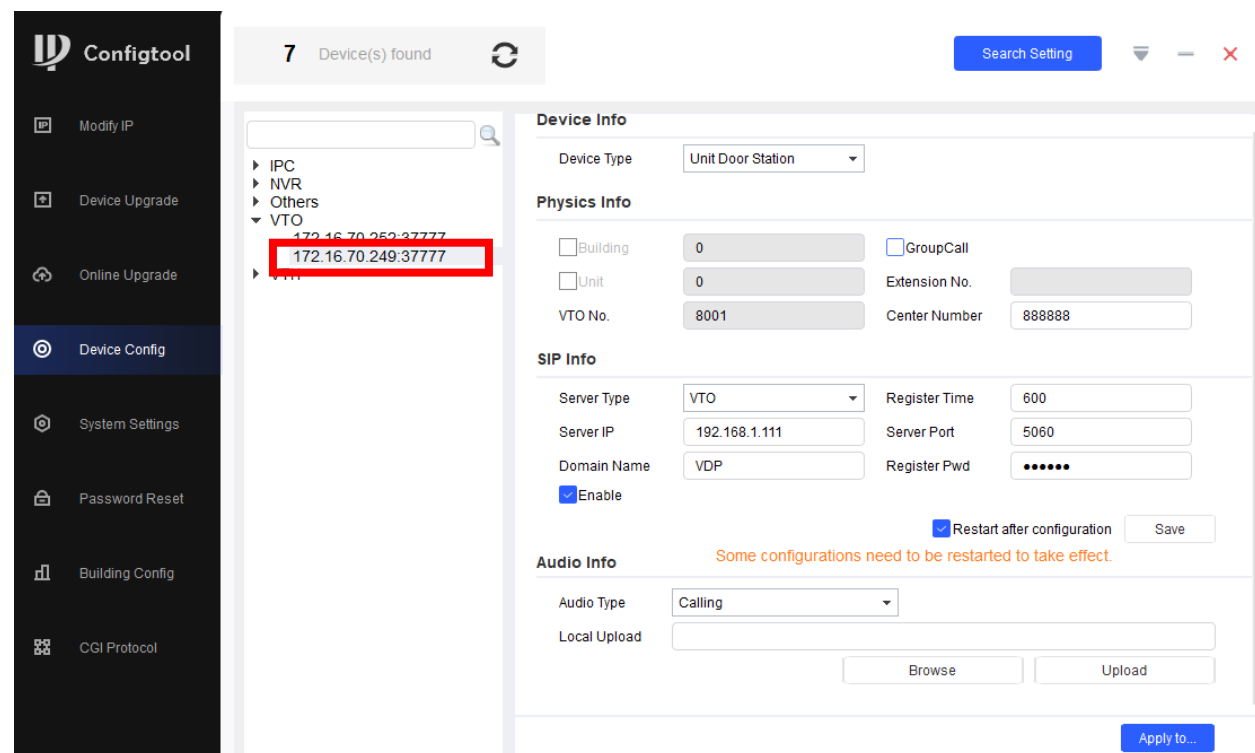 Configtool
7 Device(s) found
Search Setting
Modify IP
Device Upgrade
Online Upgrade
Device Config
System Settings
Password Reset
Building Config
CGI Protocol
IPC
NVR
Others
VTO
172.16.70.252:37777
172.16.70.249:37777
Device Info
Device Type Unit Door Station
Physics Info
Building 0 GroupCall
Unit 0 Extension No.
VTO No. 8001 Center Number 888888
SIP Info
Server Type VTO Register Time 600
Server IP 192.168.1.111 Server Port 5060
Domain Name VDP Register Pwd ••••••
Enable
Restart after configuration Save
Some configurations need to be restarted to take effect.
Audio Info
Audio Type Calling
Local Upload
Browse Upload
Apply to...